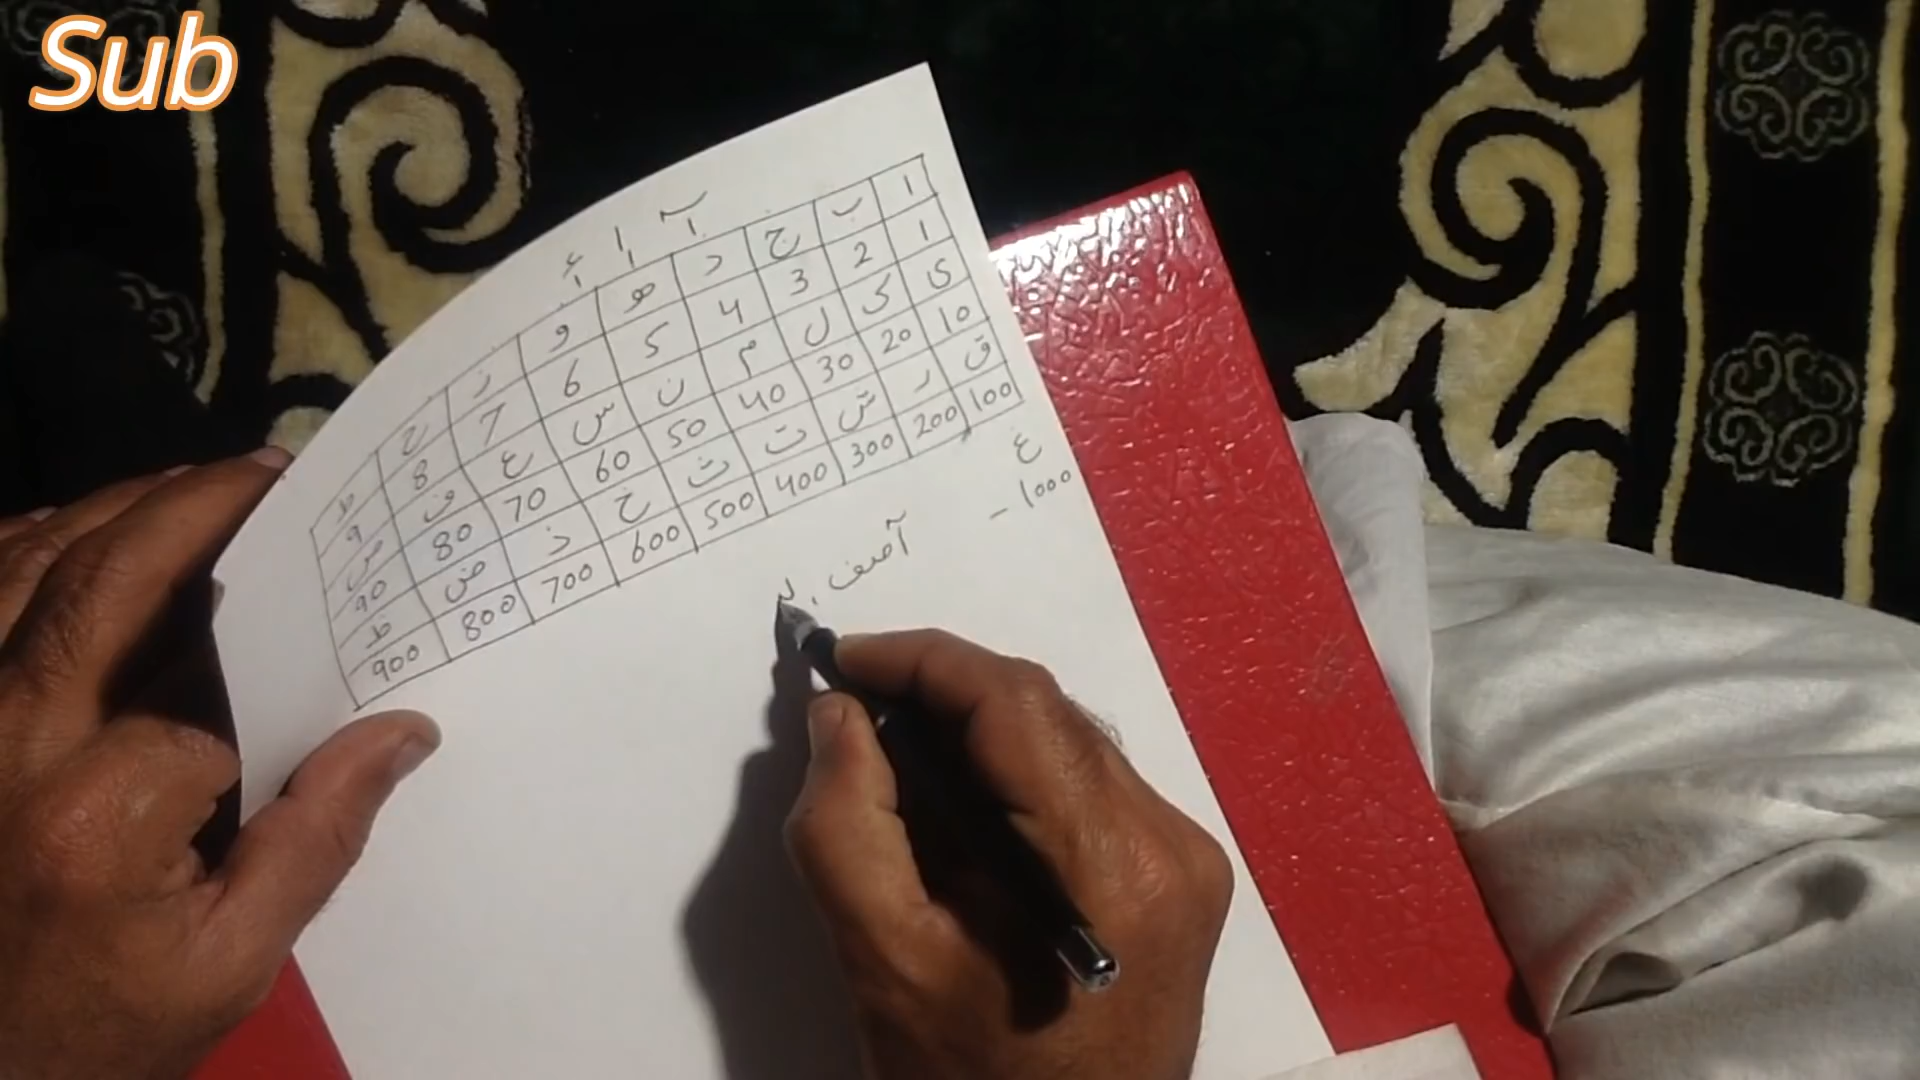 Sub
آ أ ئ
ا ب ج د ھ و ز ح ط
1 2 3 4 5 6 7 8 9
ی ک ل م ن س ع ف ص
10 20 30 40 50 60 70 80 90
ق ر ش ت ث خ ذ ض ظ
100 200 300 400 500 600 700 800 900
غ
1000 -
آصف